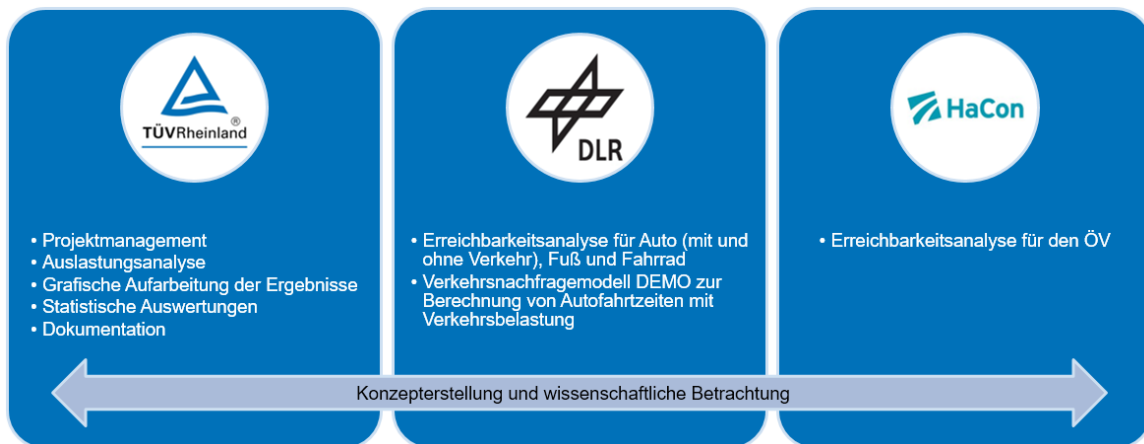 TÜVRheinland
®
• Projektmanagement
• Auslastungsanalyse
• Grafische Aufarbeitung der Ergebnisse
• Statistische Auswertungen
• Dokumentation
DLR
• Erreichbarkeitsanalyse für Auto (mit und
ohne Verkehr), Fuß und Fahrrad
• Verkehrsnachfragemodell DEMO zur
Berechnung von Autofahrtzeiten mit
Verkehrsbelastung
HaCon
• Erreichbarkeitsanalyse für den ÖV
Konzepterstellung und wissenschaftliche Betrachtung